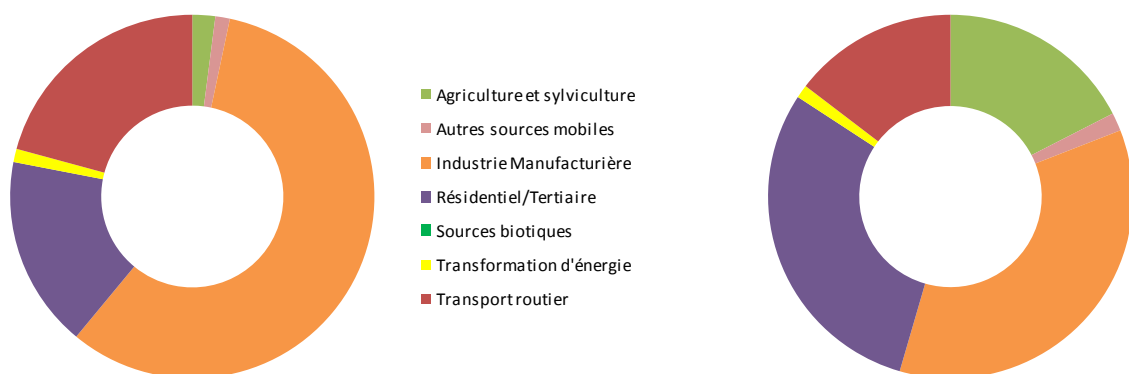 Agriculture et sylviculture
Autres sources mobiles
Industrie Manufacturière
Résidentiel/Tertiaire
Sources biotiques
Transformation d'énergie
Transport routier